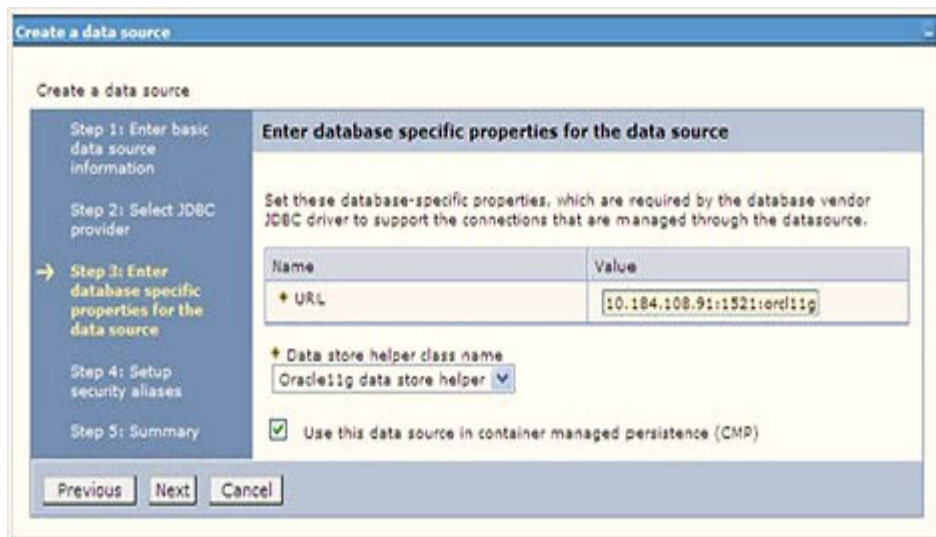 Create a data source
Create a data source
Step 1: Enter basic
data source
information
Step 2: Select JDBC
provider
Step 3: Enter
database specific
properties for the
data source
Step 4: Setup
security aliases
Step 5: Summary
Enter database specific properties for the data source
Set these database-specific properties, which are required by the database vendor
JDBC driver to support the connections that are managed through the datasource.
Name
Value
URL
10.184.108.91:1521:orcl11g
Data store helper class name
Oracle11g data store helper
Use this data source in container managed persistence (CMP)
Previous
Next
Cancel